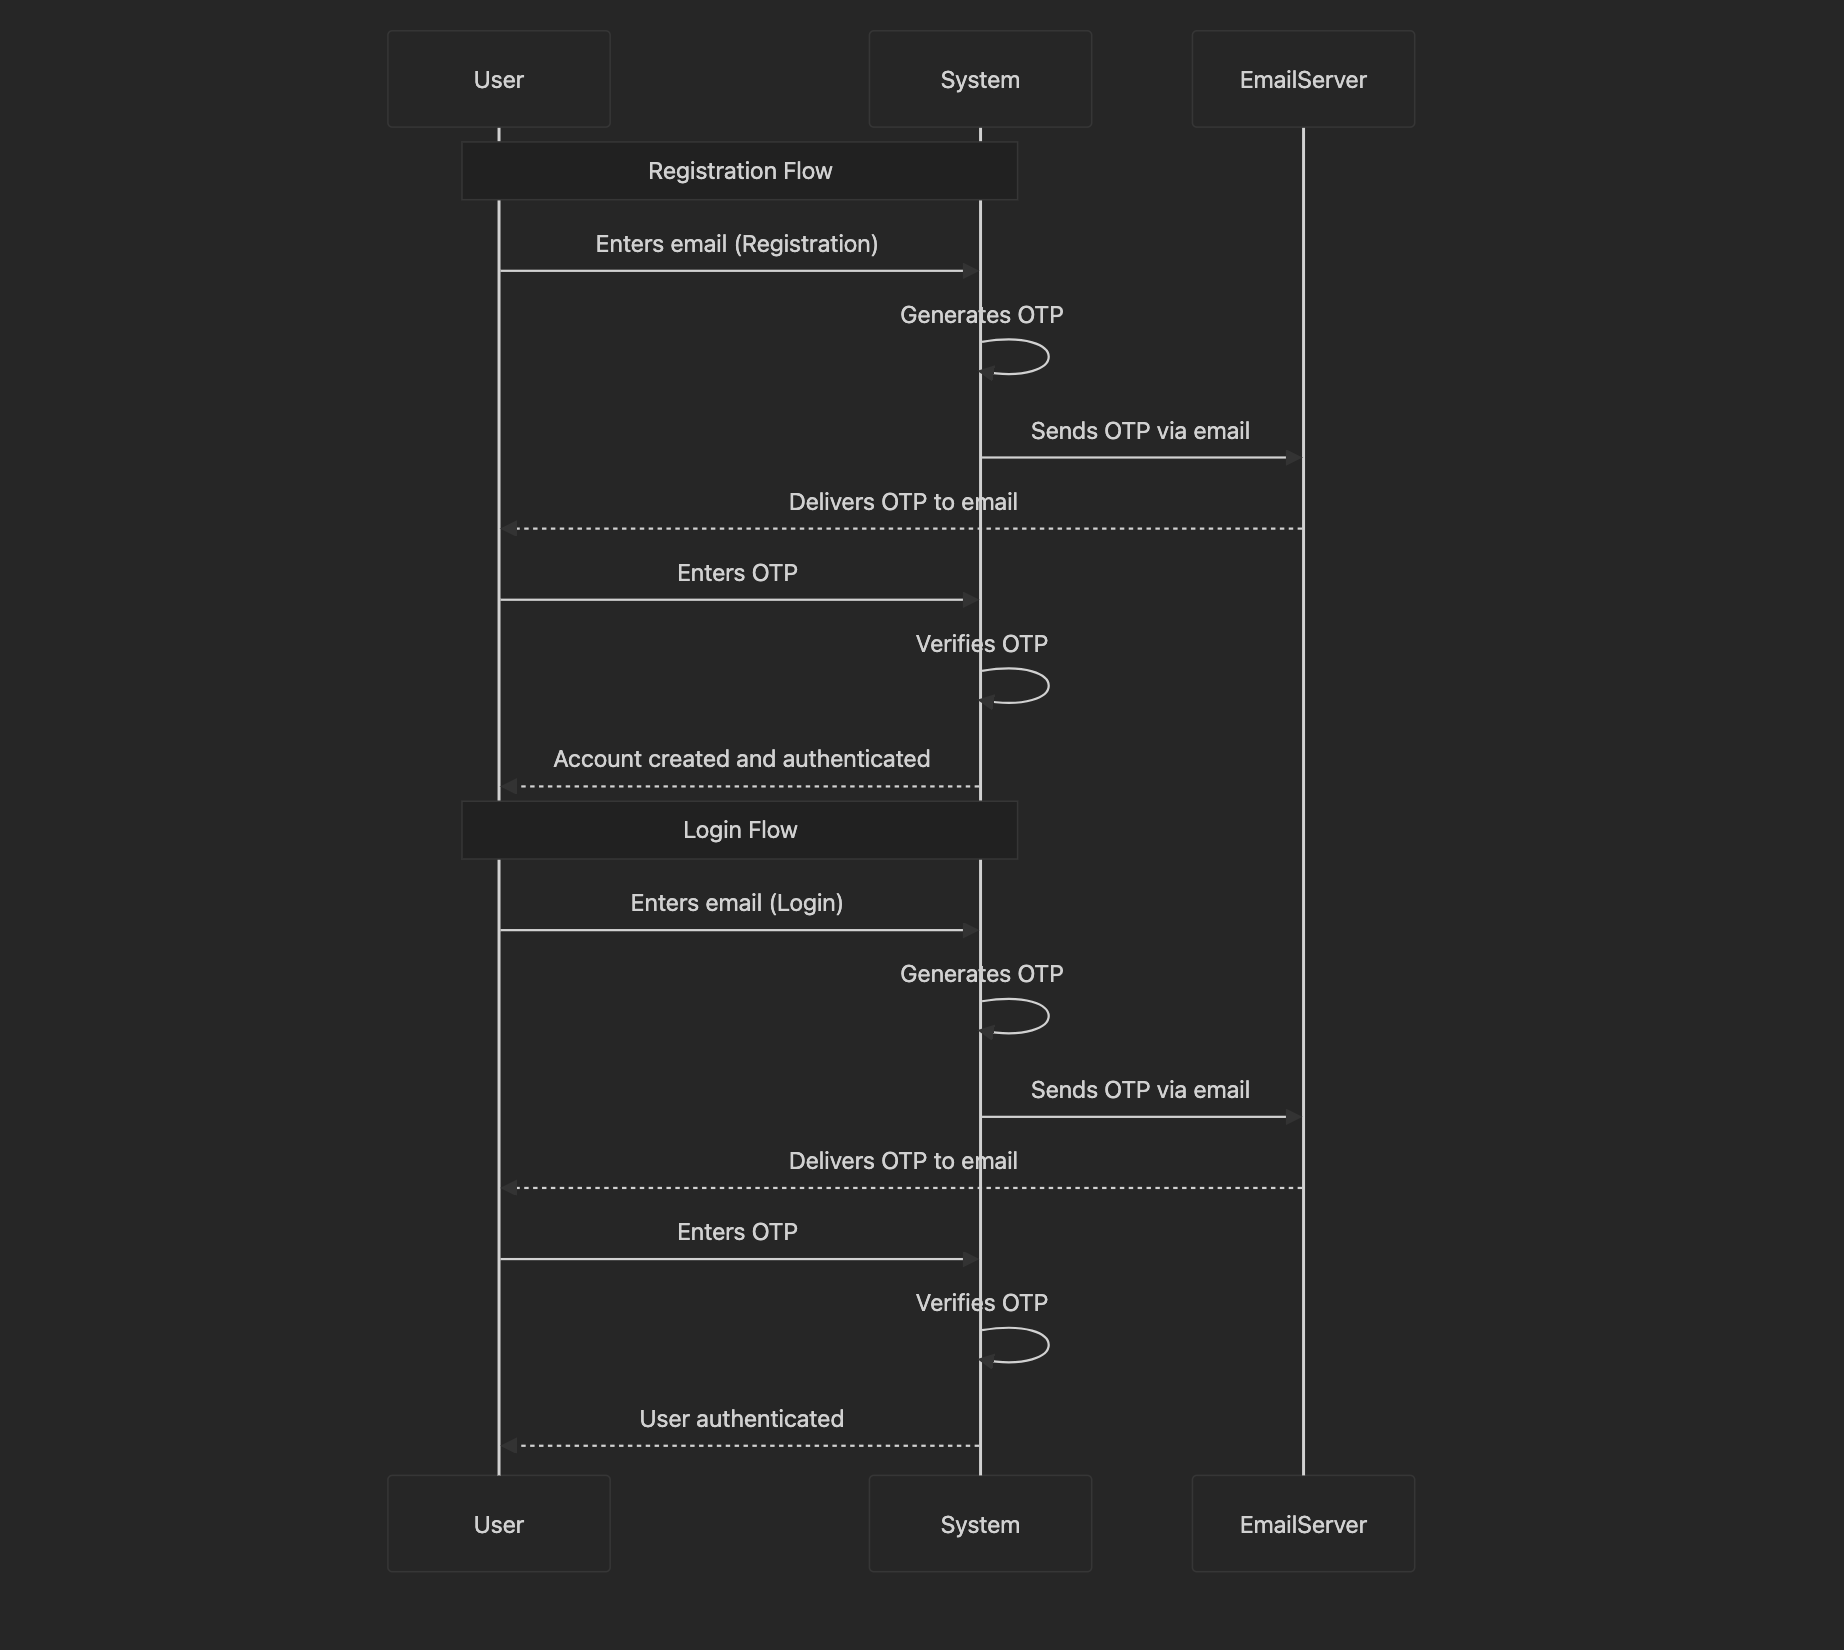 User
System
EmailServer
Registration Flow
Enters email (Registration)
Generates OTP
Sends OTP via email
Delivers OTP to email
Enters OTP
Verifies OTP
Account created and authenticated
Login Flow
Enters email (Login)
Generates OTP
Sends OTP via email
Delivers OTP to email
Enters OTP
Verifies OTP
User authenticated
User
System
EmailServer